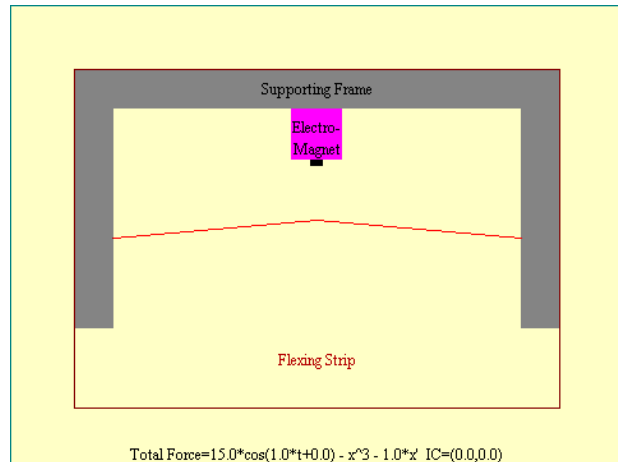 Supporting Frame
Electro-
Magnet
Flexing Strip
Total Force=15.0*cos(1.0*t+0.0) - x^3 - 1.0*x' IC=(0.0,0.0)